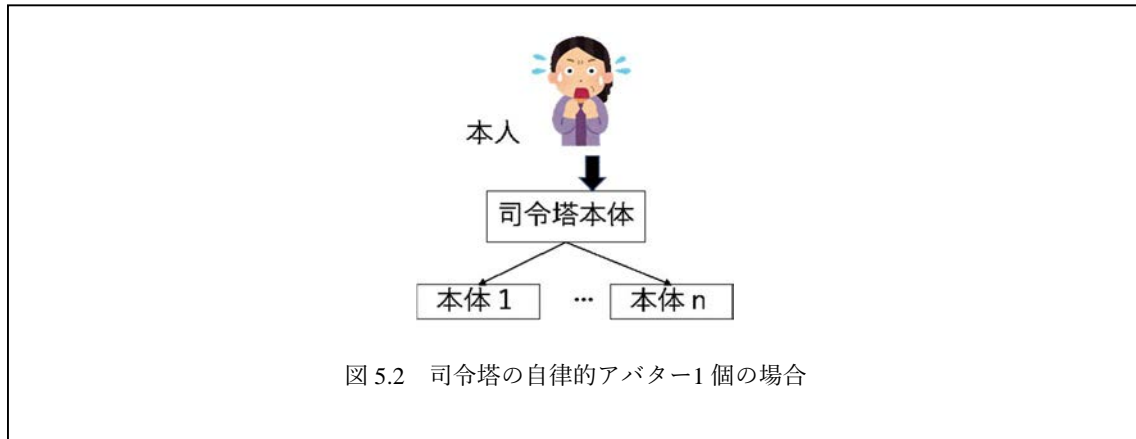 本人
司令塔本体
本体 1 … 本体 n
図 5.2 司令塔の自律的アバター1 個の場合